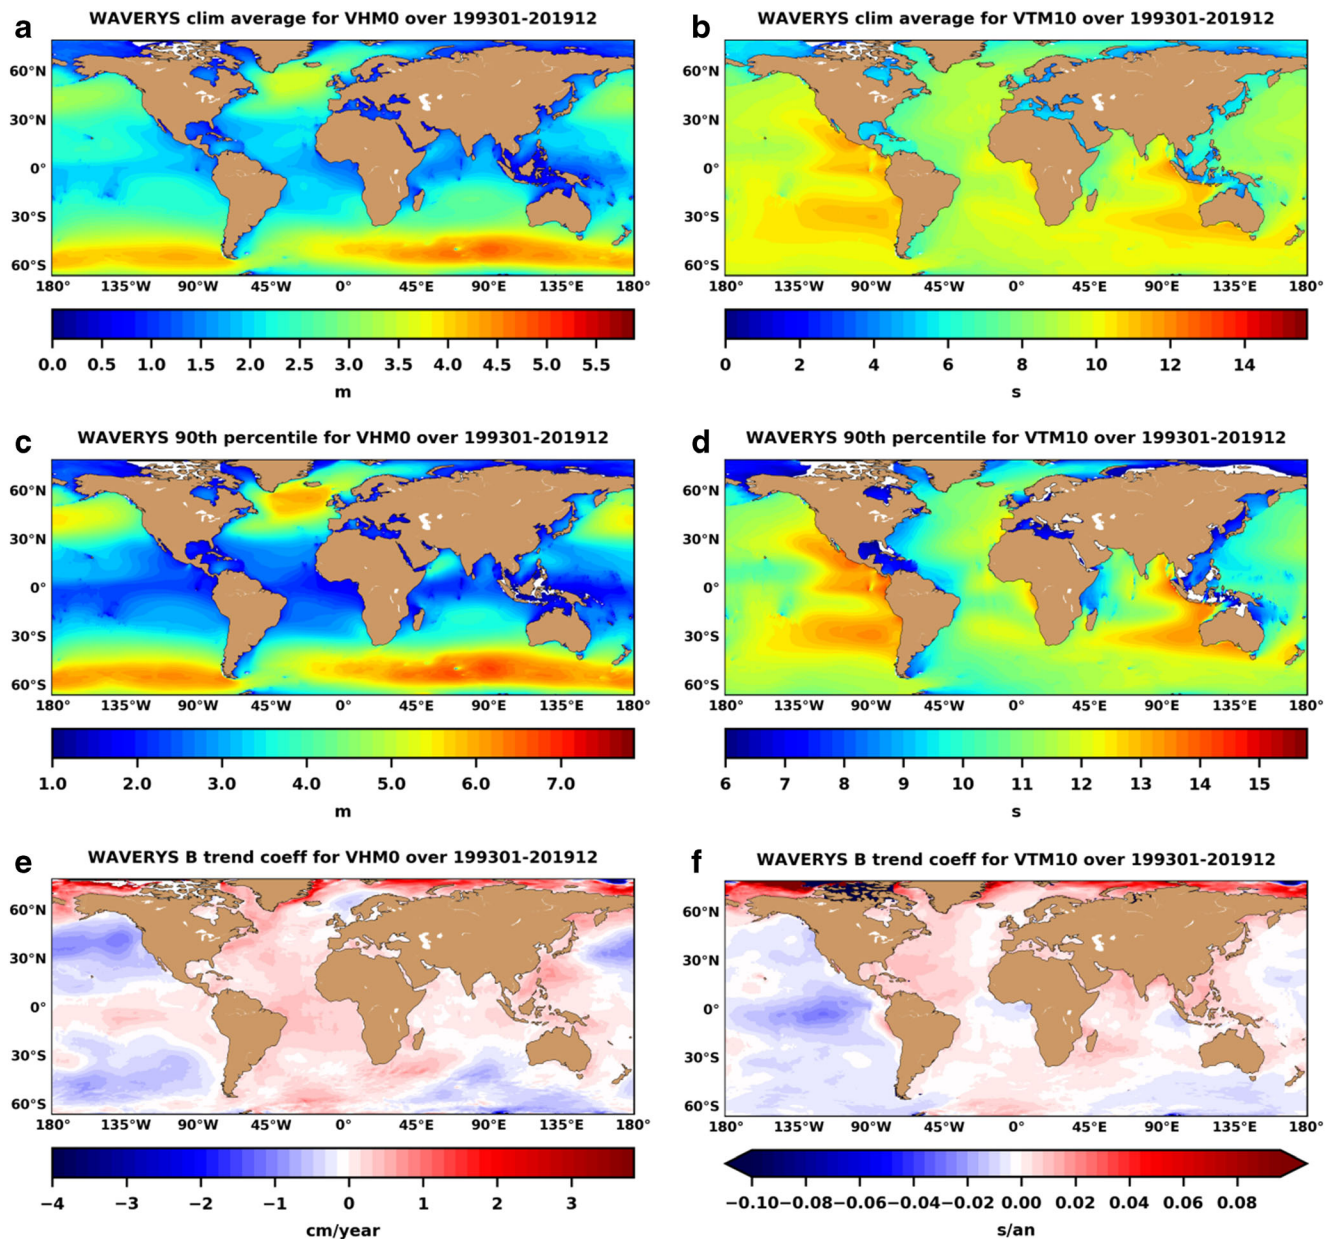 a
WAVERYS clim average for VHM0 over 199301-201912
60°N
30°N
0°
30°S
60°S
180° 135°W 90°W 45°W 0° 45°E 90°E 135°E 180°
0.0 0.5 1.0 1.5 2.0 2.5 3.0 3.5 4.0 4.5 5.0 5.5
m
b
WAVERYS clim average for VTM10 over 199301-201912
60°N
30°N
0°
30°S
60°S
180° 135°W 90°W 45°W 0° 45°E 90°E 135°E 180°
0 2 4 6 8 10 12 14
s
c
WAVERYS 90th percentile for VHM0 over 199301-201912
60°N
30°N
0°
30°S
60°S
180° 135°W 90°W 45°W 0° 45°E 90°E 135°E 180°
1.0 2.0 3.0 4.0 5.0 6.0 7.0
m
d
WAVERYS 90th percentile for VTM10 over 199301-201912
60°N
30°N
0°
30°S
60°S
180° 135°W 90°W 45°W 0° 45°E 90°E 135°E 180°
6 7 8 9 10 11 12 13 14 15
s
e
WAVERYS B trend coeff for VHM0 over 199301-201912
60°N
30°N
0°
30°S
60°S
180° 135°W 90°W 45°W 0° 45°E 90°E 135°E 180°
−4 −3 −2 −1 0 1 2 3
cm/year
f
WAVERYS B trend coeff for VTM10 over 199301-201912
60°N
30°N
0°
30°S
60°S
180° 135°W 90°W 45°W 0° 45°E 90°E 135°E 180°
−0.10 −0.08 −0.06 −0.04 −0.02 0.00 0.02 0.04 0.06 0.08
s/an